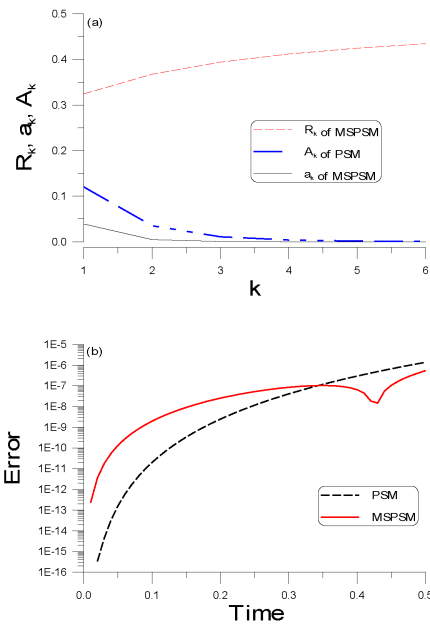 (a)
0.5
0.4
0.3
0.2
0.1
0.0
Rk, ak, Ak
Rk of MSPSM
Ak of PSM
ak of MSPSM
1 2 3 4 5 6
k
(b)
1E-5
1E-6
1E-7
1E-8
1E-9
1E-10
1E-11
1E-12
1E-13
1E-14
1E-15
1E-16
Error
PSM
MSPSM
0.0 0.1 0.2 0.3 0.4 0.5
Time